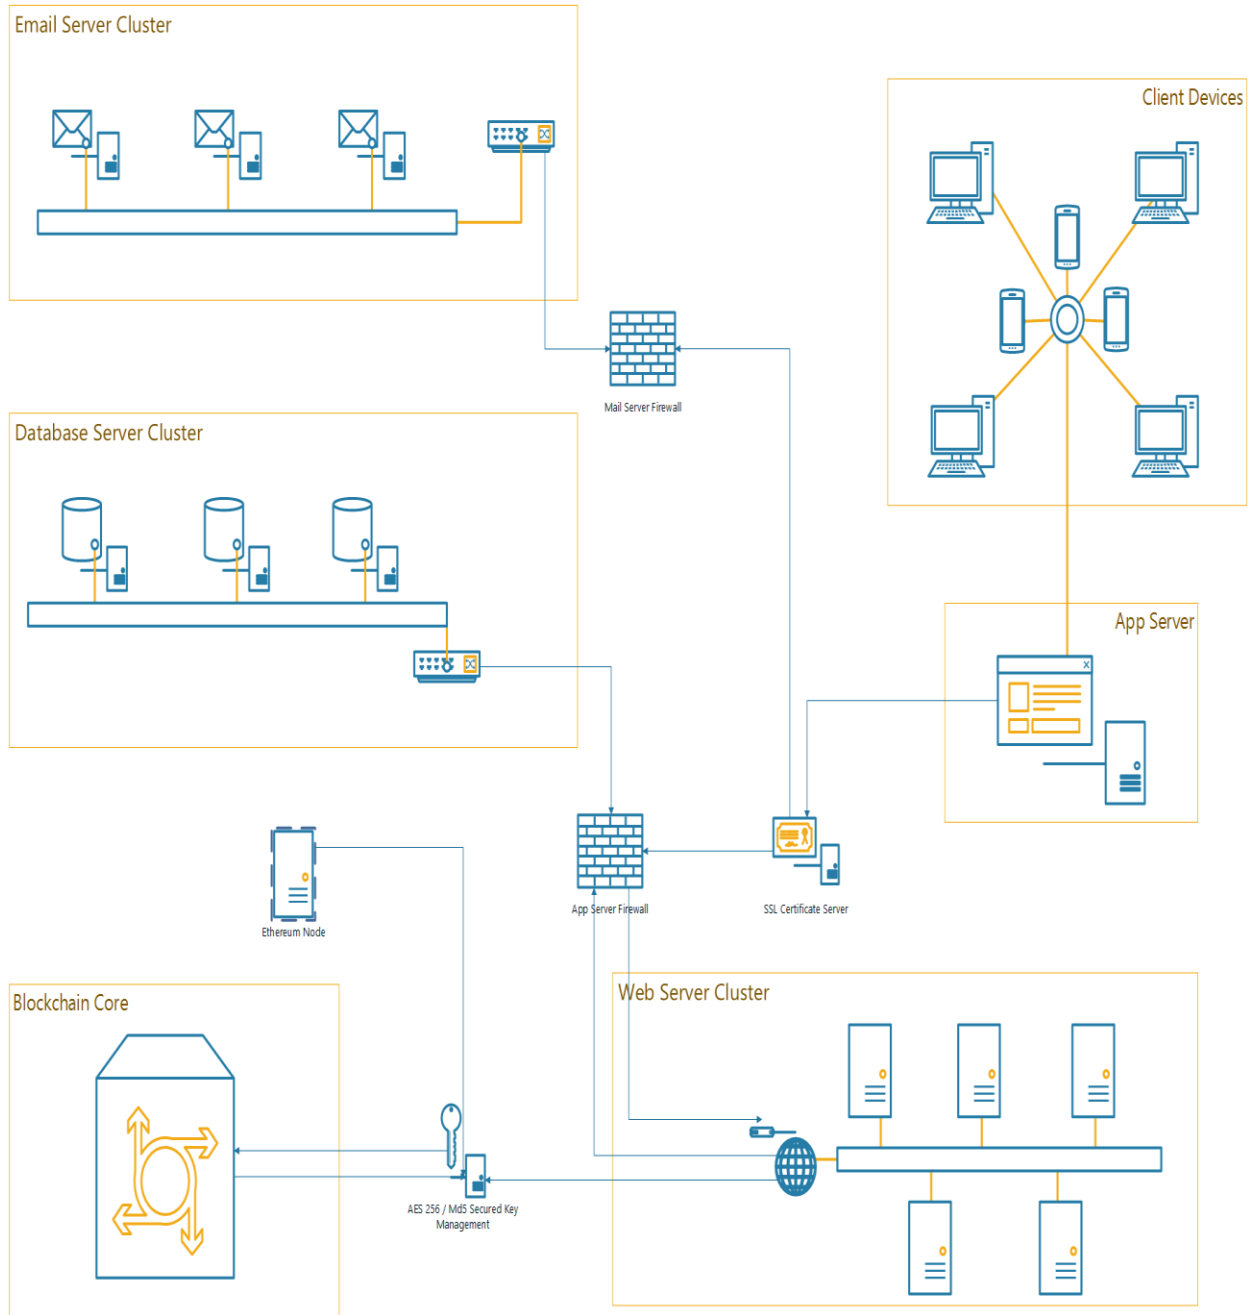 Email Server Cluster
Client Devices
Mail Server Firewall
Database Server Cluster
App Server
X
App Server Firewall
SSL Certificate Server
Ethereum Node
Blockchain Core
Web Server Cluster
AES 256 / Md5 Secured Key
Management